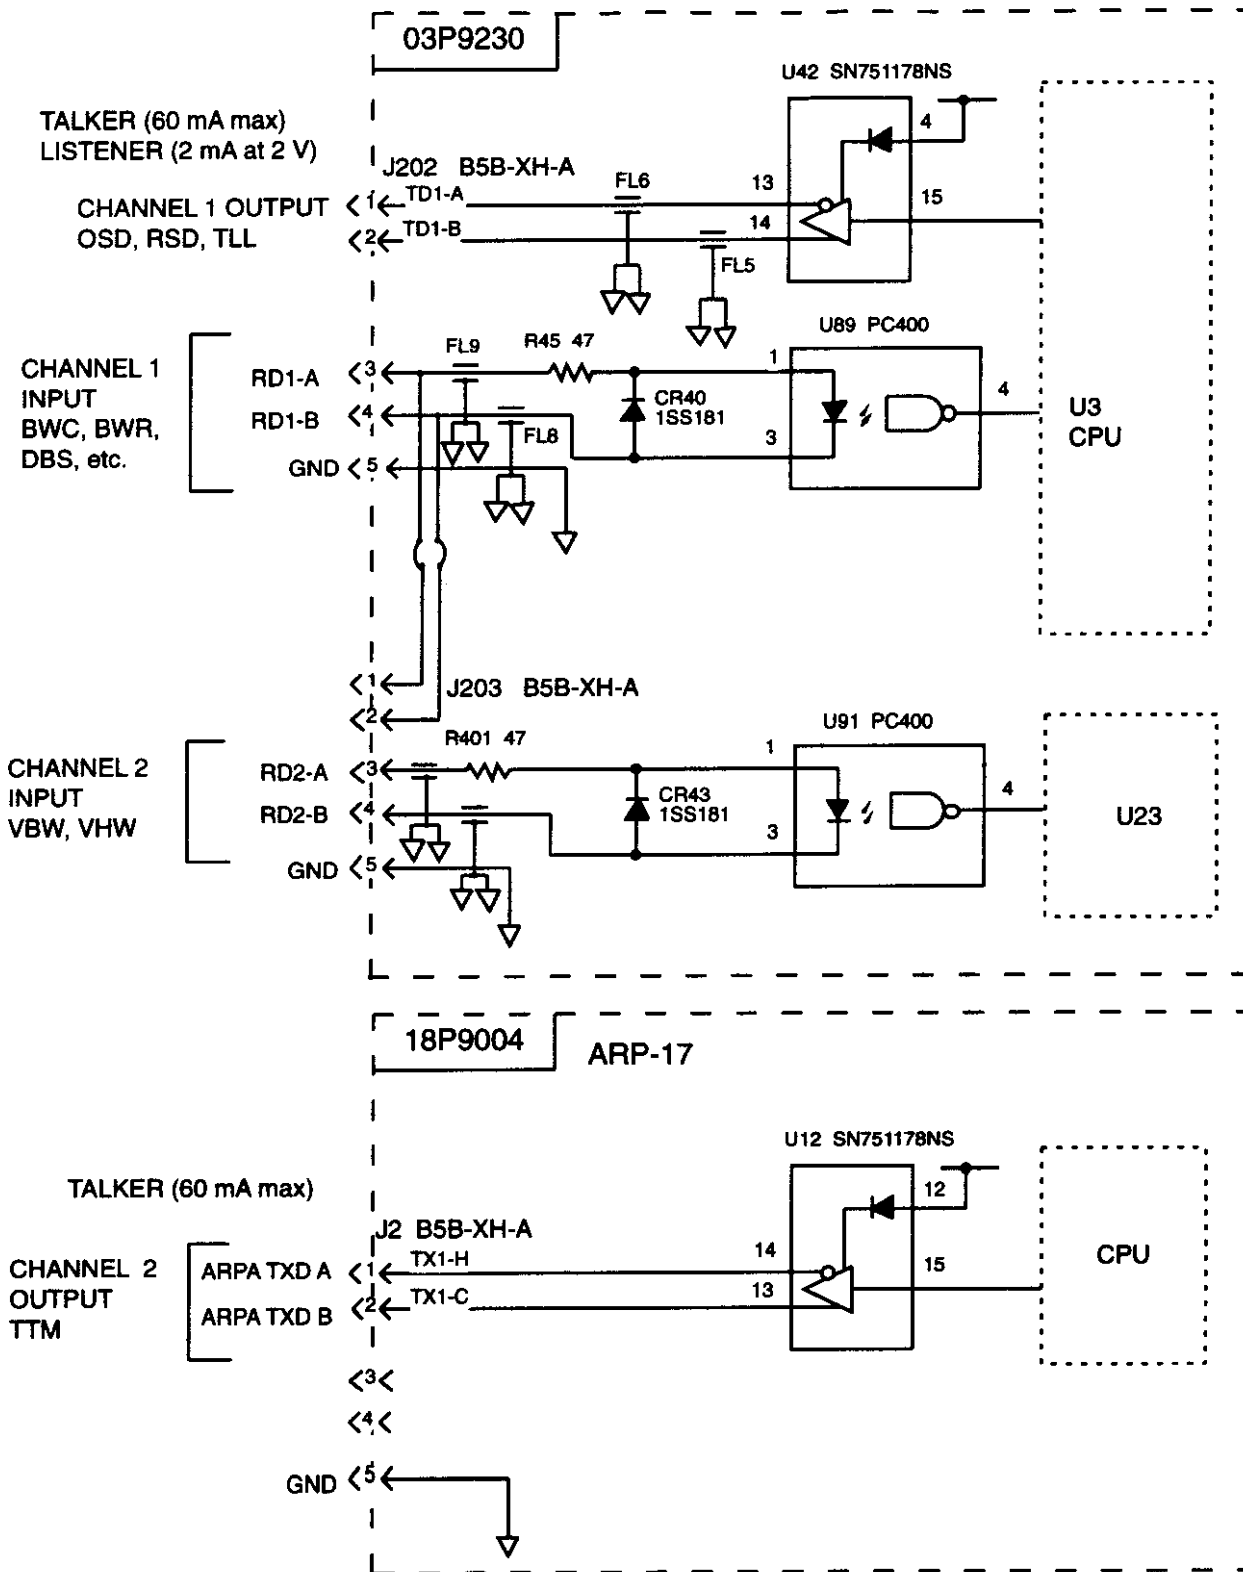 03P9230
U42 SN751178NS
4
TALKER (60 mA max)
LISTENER (2 mA at 2 V)
J202 B5B-XH-A
CHANNEL 1 OUTPUT
OSD, RSD, TLL
1 TD1-A
FL6
13
15
2 TD1-B
14
FL5
U89 PC400
CHANNEL 1
INPUT
BWC, BWR,
DBS, etc.
RD1-A 3
FL9
R45 47
1
4
CR40
1SS181
RD1-B 4
FL8
3
GND 5
U3
CPU
1
J203 B5B-XH-A
2
R401 47
U91 PC400
CHANNEL 2
INPUT
VBW, VHW
RD2-A 3
1
4
CR43
1SS181
RD2-B 4
3
GND 5
U23
18P9004
ARP-17
U12 SN751178NS
12
TALKER (60 mA max)
J2 B5B-XH-A
CHANNEL 2
OUTPUT
TTM
ARPA TXD A 1 TX1-H
14
15
CPU
ARPA TXD B 2 TX1-C
13
3
4
GND 5